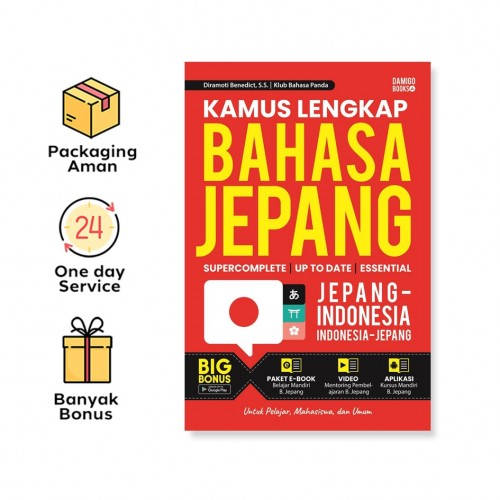 Packaging
Aman
24
One day
Service
Banyak
Bonus
Diramoti Benedict, S.S. | Klub Bahasa Panda
DAMIGO
BOOKS
KAMUS LENGKAP
BAHASA
JEPANG
SUPERCOMPLETE | UP TO DATE | ESSENTIAL
あ
JEPANG-
INDONESIA
INDONESIA-JEPANG
BIG
BONUS
Google Play
PAKET E-BOOK
Belajar Mandiri
B. Jepang
VIDEO
Mentoring Pembel-
ajaran B. Jepang
APLIKASI
Kursus Mandiri
B. Jepang
Untuk Pelajar, Mahasiswa, dan Umum